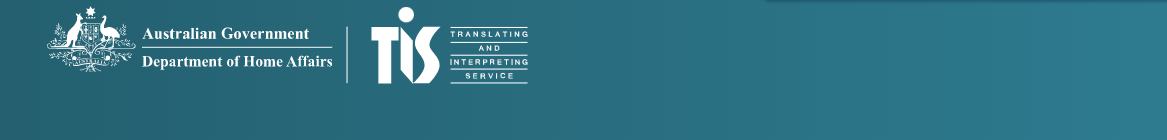 Australian Government
Department of Home Affairs
TIS
TRANSLATING
AND
INTERPRETING
SERVICE